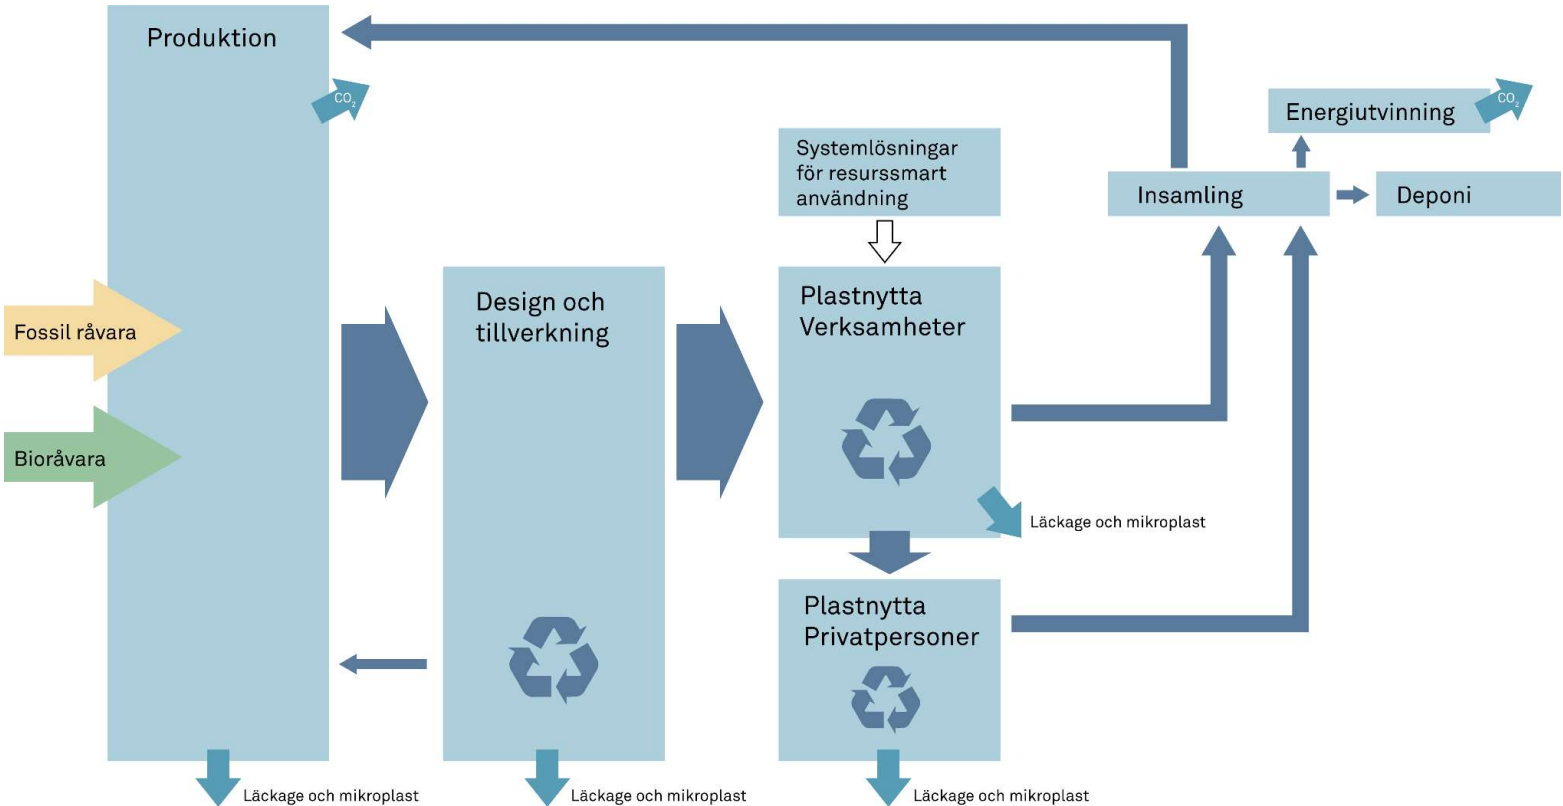 Produktion
CO₂
Energiutvinning
CO₂
Systemlösningar
för resurssmart
användning
Insamling
Deponi
Fossil råvara
Bioråvara
Design och
tillverkning
Plastnytta
Verksamheter
Läckage och mikroplast
Plastnytta
Privatpersoner
Läckage och mikroplast
Läckage och mikroplast
Läckage och mikroplast